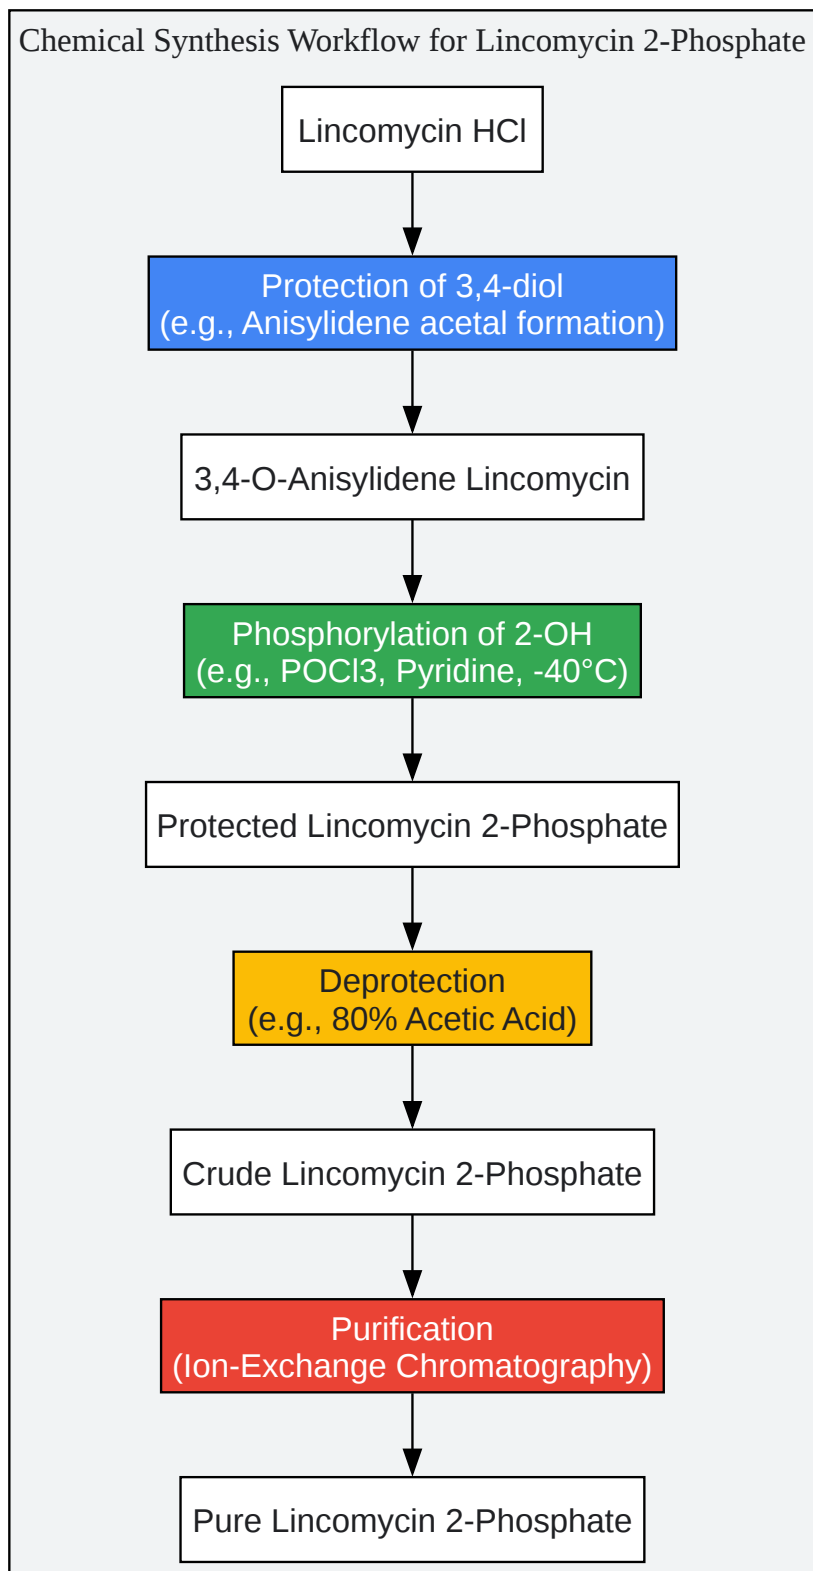 Chemical Synthesis Workflow for Lincomycin 2-Phosphate
Lincomycin HCl
Protection of 3,4-diol
(e.g., Anisylidene acetal formation)
3,4-O-Anisylidene Lincomycin
Phosphorylation of 2-OH
(e.g., POCl3, Pyridine, -40°C)
Protected Lincomycin 2-Phosphate
Deprotection
(e.g., 80% Acetic Acid)
Crude Lincomycin 2-Phosphate
Purification
(Ion-Exchange Chromatography)
Pure Lincomycin 2-Phosphate